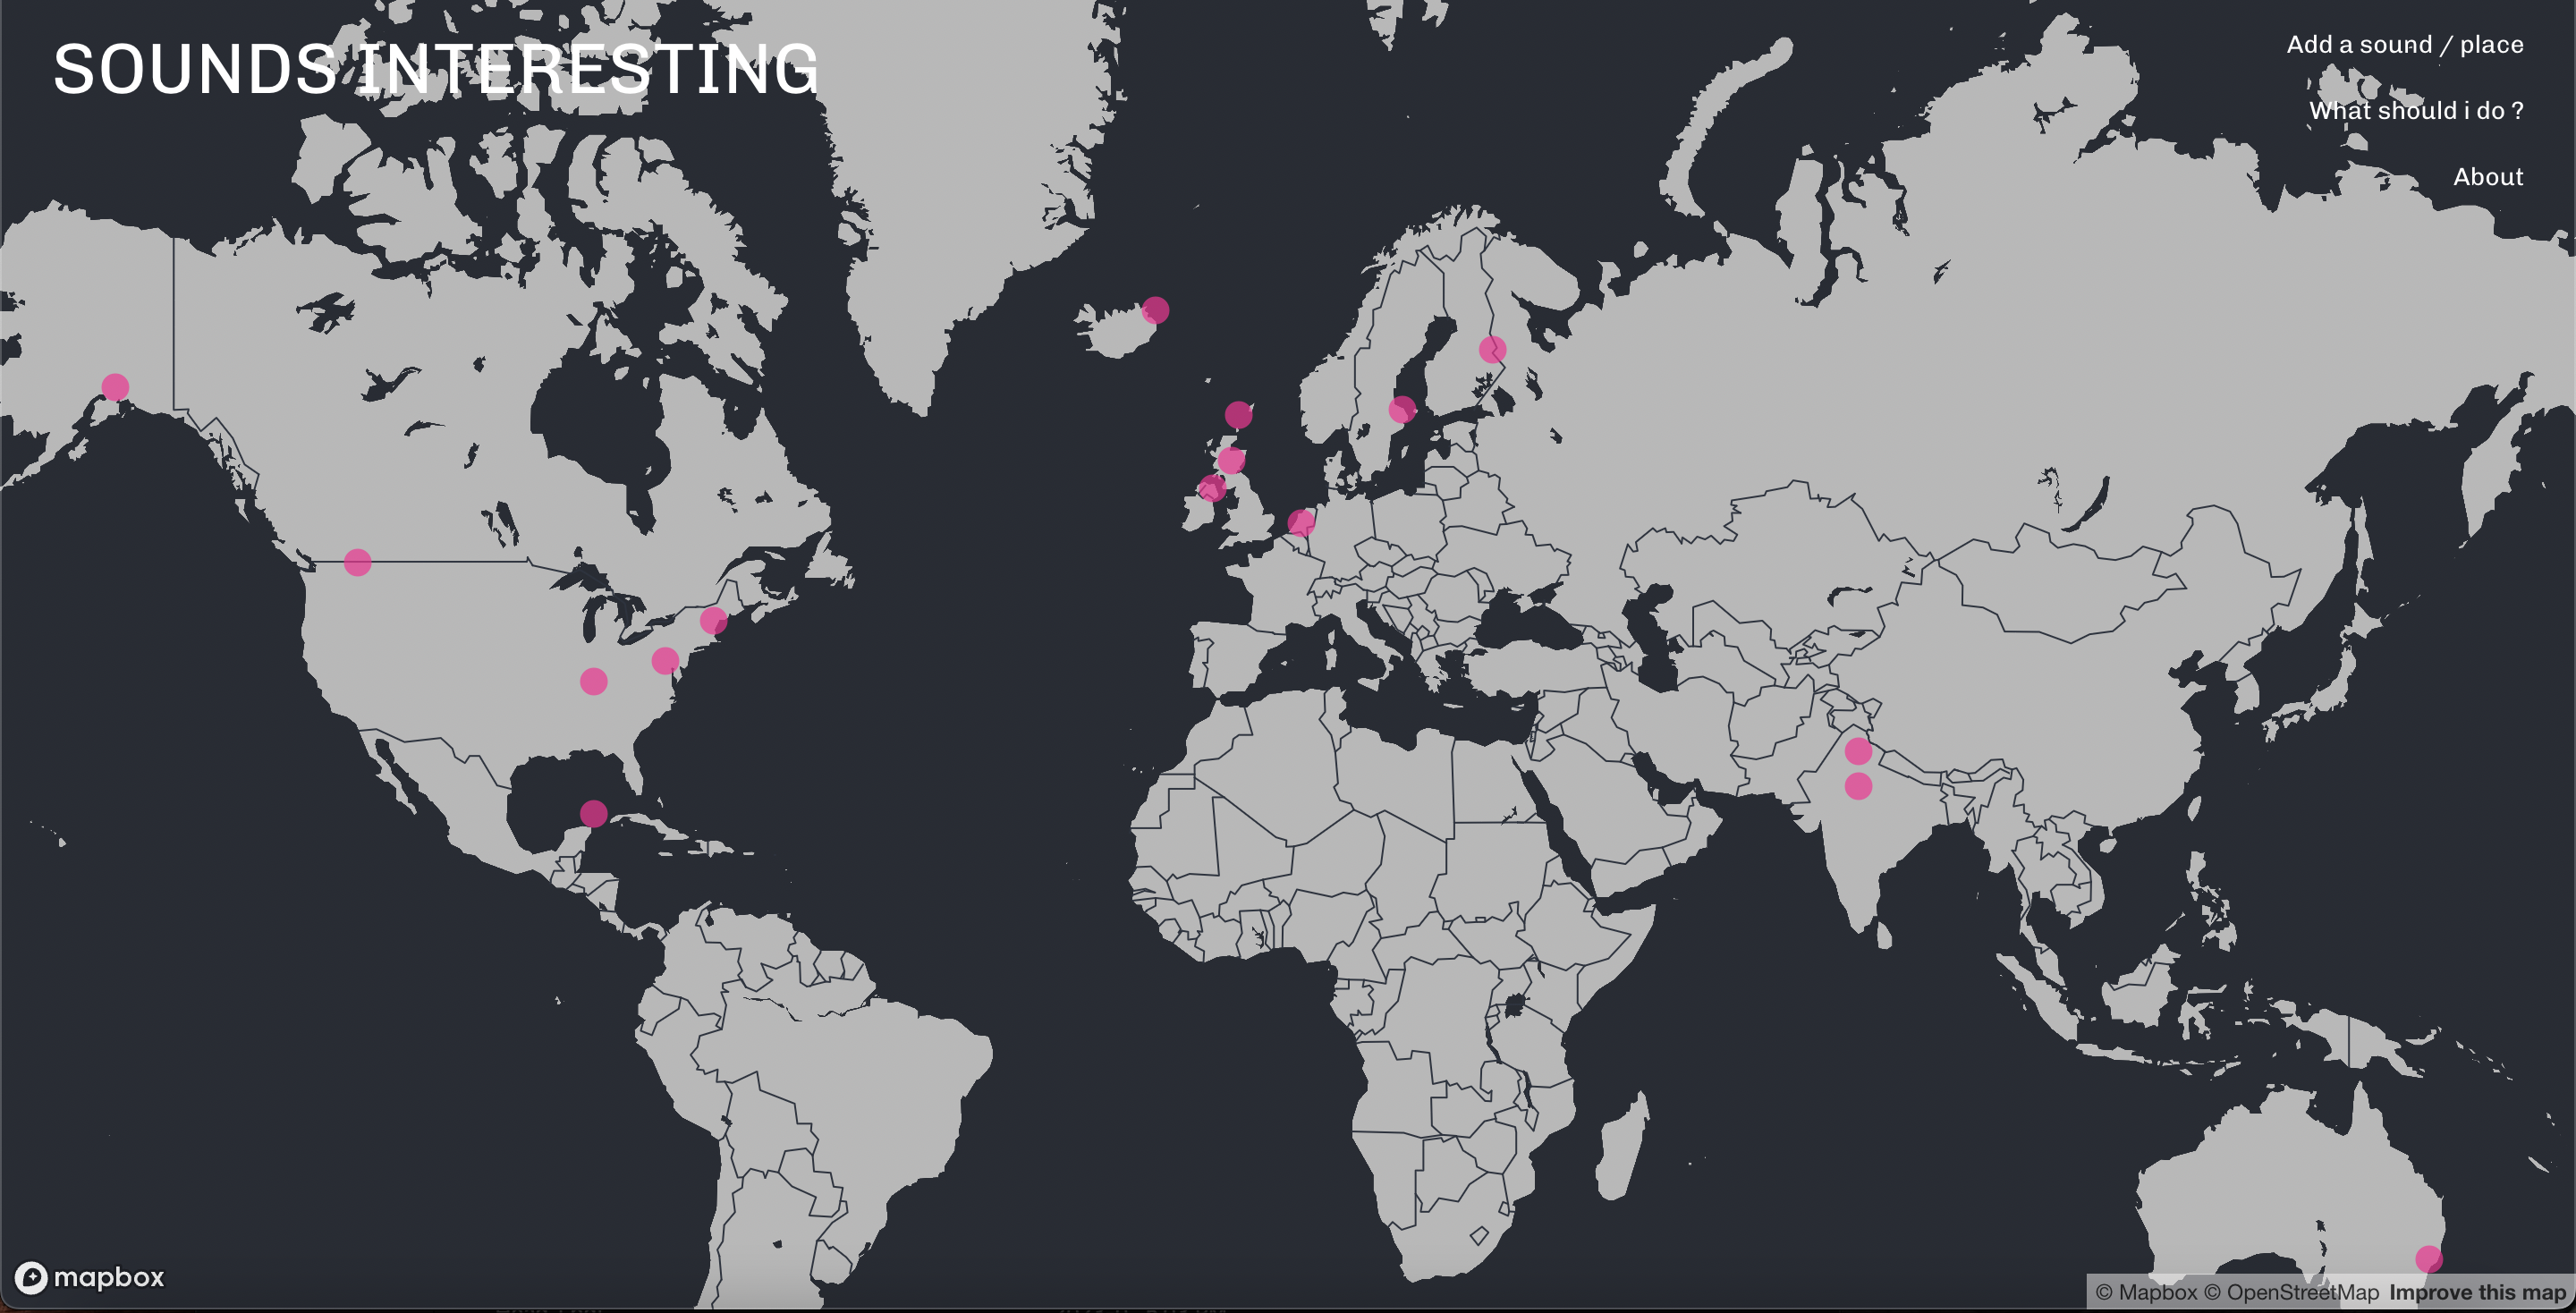 SOUNDS INTERESTING
Add a sound / place
What should i do ?
About
mapbox
© Mapbox © OpenStreetMap Improve this map